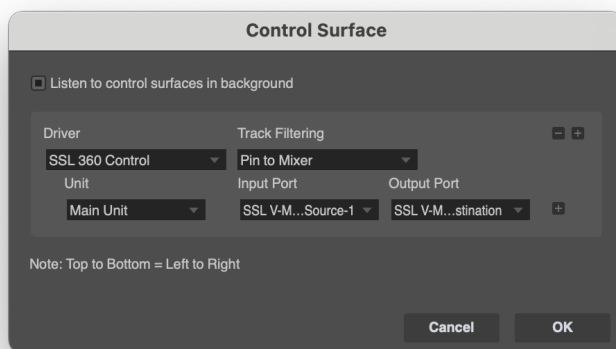 Control Surface
Listen to control surfaces in background
Driver Track Filtering
SSL 360 Control Pin to Mixer
Unit Input Port Output Port
Main Unit SSL V-M...Source-1 SSL V-M...stination
Note: Top to Bottom = Left to Right
Cancel OK